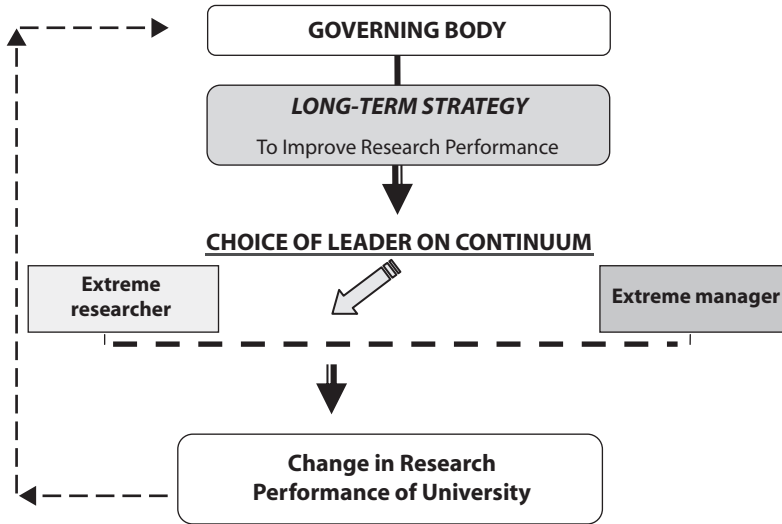 GOVERNING BODY
LONG-TERM STRATEGY
To Improve Research Performance
CHOICE OF LEADER ON CONTINUUM
Extreme
researcher
Extreme manager
Change in Research
Performance of University